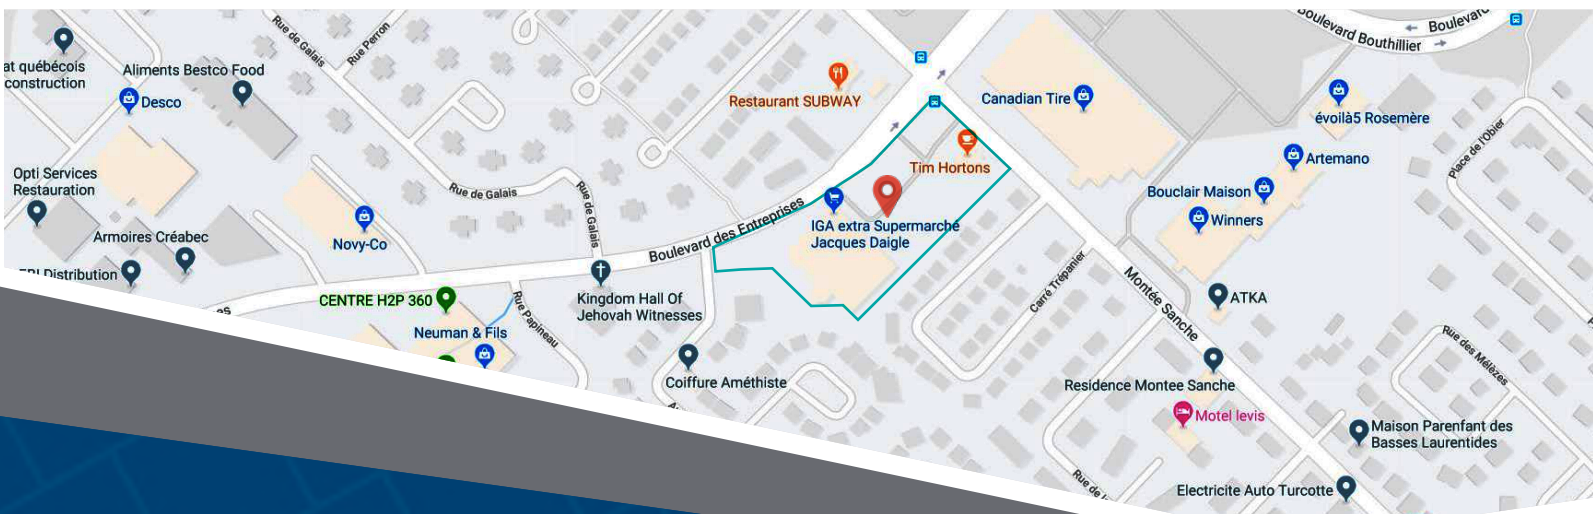 Rue de Galais
Rue Perron
Boulevard Bouthillier
Boulevard
at québécois
construction
Aliments Bestco Food
Desco
Restaurant SUBWAY
Canadian Tire
évoilà5 Rosemère
Place de l'Obier
Artemano
Tim Hortons
Opti Services
Restauration
Rue de Galais
Rue de Galais
Bouclair Maison
Winners
IGA extra Supermarché
Jacques Daigle
Armoires Créabec
Novy-Co
Boulevard des Entreprises
Distribution
Kingdom Hall Of
Jehovah Witnesses
CENTRE H2P 360
Neuman & Fils
Rue Papineau
Carré Trépanier
Montée Sanche
ATKA
Rue des Mélèzes
Coiffure Améthiste
Residence Montee Sanche
Motel levis
Maison Parenfant des
Basses Laurentides
Rue de
Electricite Auto Turcotte